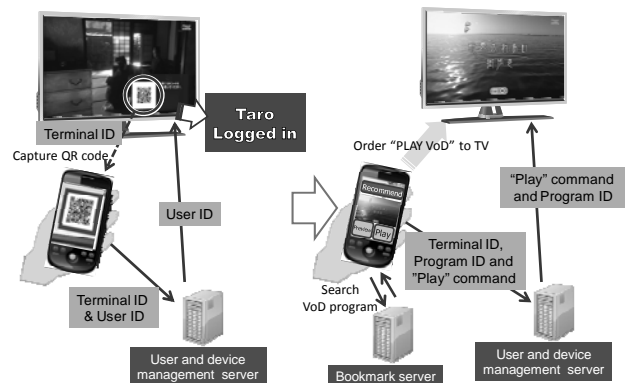 Taro
Logged in
Terminal ID
Capture QR code
User ID
Terminal ID
& User ID
User and device
management server
Order “PLAY VoD” to TV
Recommend
Play
“Play” command
and Program ID
Terminal ID,
Program ID and
”Play” command
Search
VoD program
Bookmark server
User and device
management server